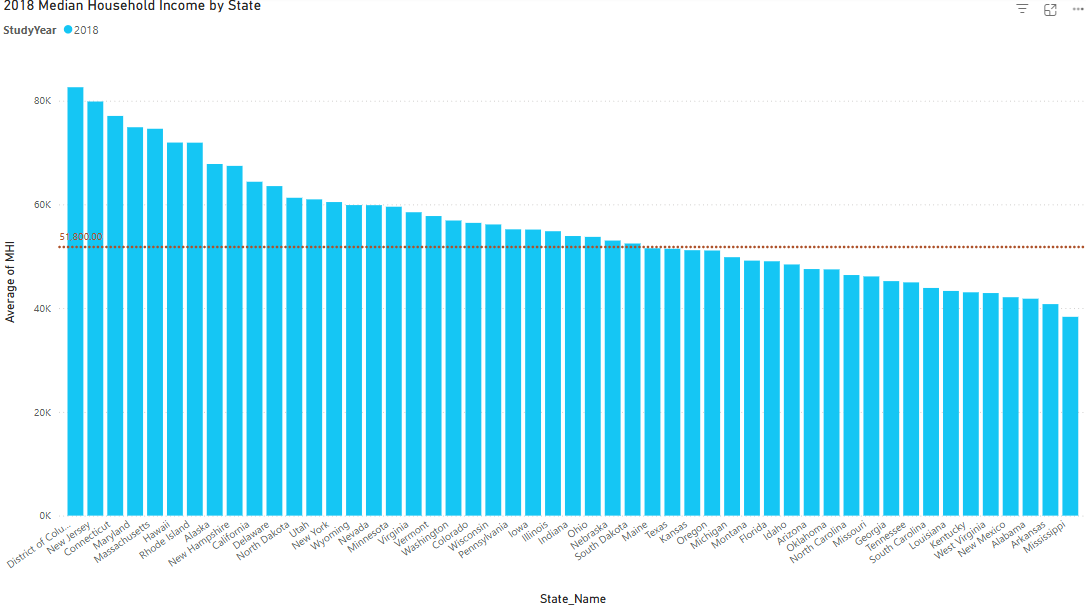 2018 Median Household Income by State
StudyYear 2018
80K
60K
51,800.00
40K
20K
0K
Average of MHI
District of Colu...
New Jersey
Connecticut
Maryland
Massachusetts
Hawaii
Rhode Island
Alaska
New Hampshire
California
Delaware
North Dakota
Utah
New York
Wyoming
Nevada
Minnesota
Virginia
Vermont
Washington
Colorado
Wisconsin
Pennsylvania
Iowa
Illinois
Indiana
Ohio
Nebraska
South Dakota
Maine
Texas
Kansas
Oregon
Michigan
Montana
Florida
Idaho
Arizona
Oklahoma
North Carolina
Missouri
Georgia
Tennessee
South Carolina
Louisiana
Kentucky
West Virginia
New Mexico
Alabama
Arkansas
Mississippi
State_Name